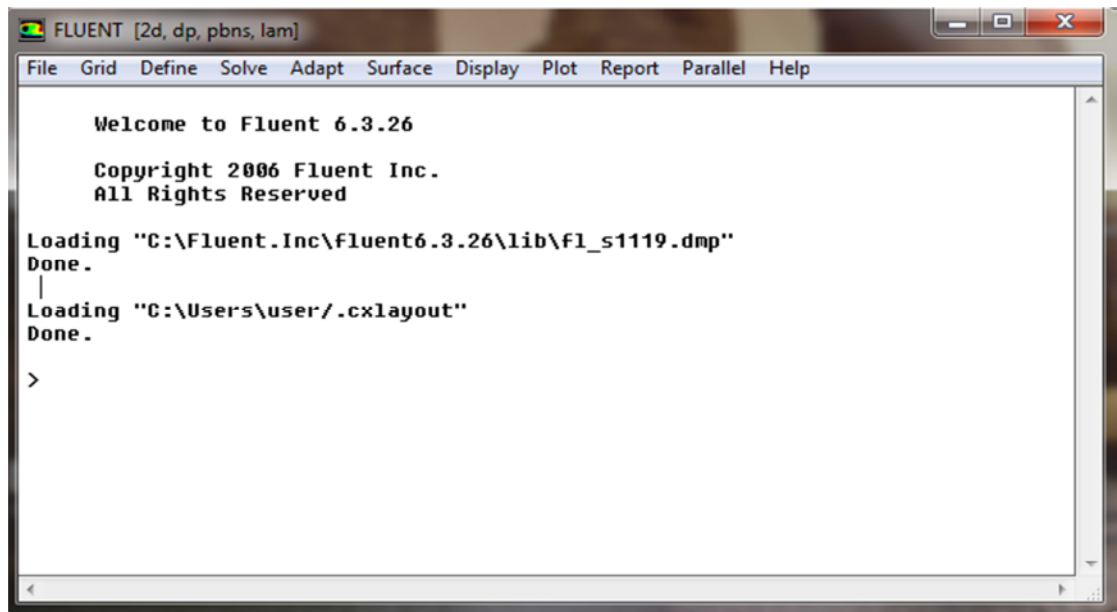 FLUENT [2d, dp, pbns, lam]
File Grid Define Solve Adapt Surface Display Plot Report Parallel Help
Welcome to Fluent 6.3.26
Copyright 2006 Fluent Inc.
All Rights Reserved
Loading "C:\Fluent.Inc\fluent6.3.26\lib\fl_s1119.dmp"
Done.
Loading "C:\Users\user/.cxlayout"
Done.
>